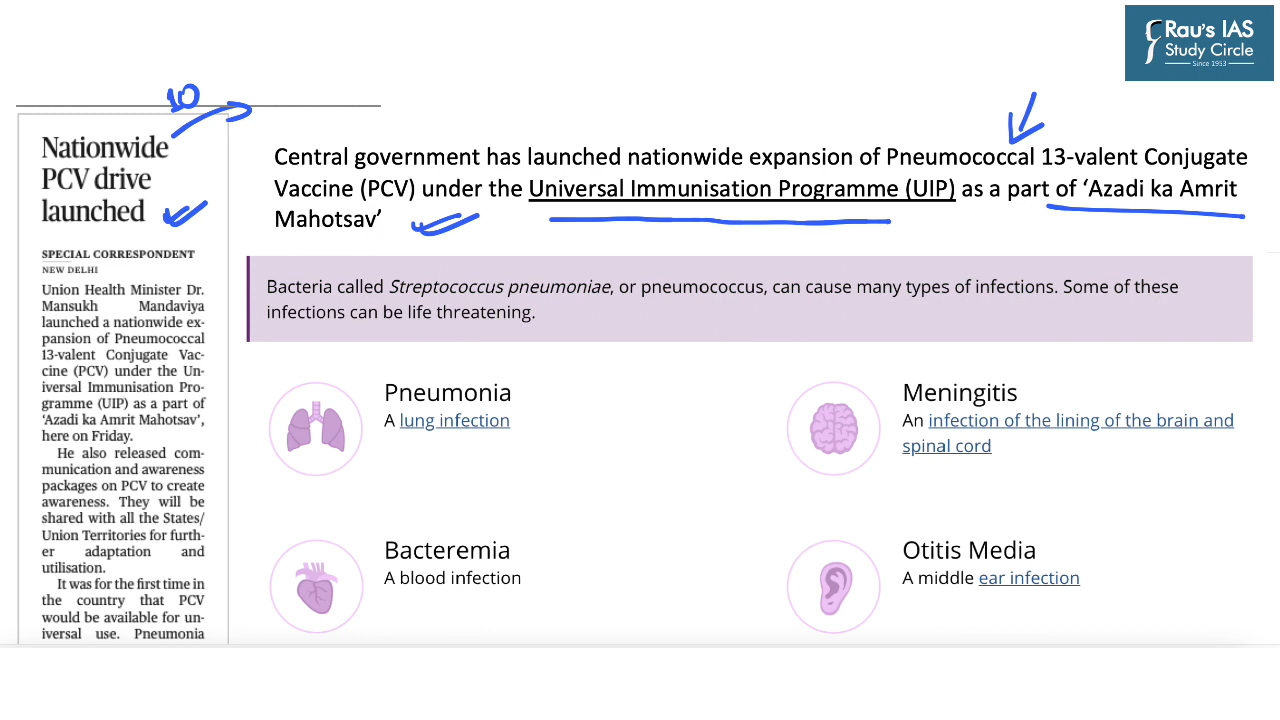 Rau's IAS
Study Circle
Since 1953
10
Nationwide
PCV drive
launched
SPECIAL CORRESPONDENT
NEW DELHI
Union Health Minister Dr.
Mansukh Mandaviya
launched a nationwide ex-
pansion of Pneumococcal
13-valent Conjugate Vac-
cine (PCV) under the Un-
iversal Immunisation Pro-
gramme (UIP) as a part of
'Azadi ka Amrit Mahotsav',
here on Friday.
He also released com-
munication and awareness
packages on PCV to create
awareness. They will be
shared with all the States/
Union Territories for furth-
er adaptation and
utilisation.
It was for the first time in
the country that PCV
would be available for un-
iversal use. Pneumonia
Central government has launched nationwide expansion of Pneumococcal 13-valent Conjugate
Vaccine (PCV) under the Universal Immunisation Programme (UIP) as a part of 'Azadi ka Amrit
Mahotsav'
Bacteria called Streptococcus pneumoniae, or pneumococcus, can cause many types of infections. Some of these
infections can be life threatening.
Pneumonia
A lung infection
Meningitis
An infection of the lining of the brain and
spinal cord
Bacteremia
A blood infection
Otitis Media
A middle ear infection